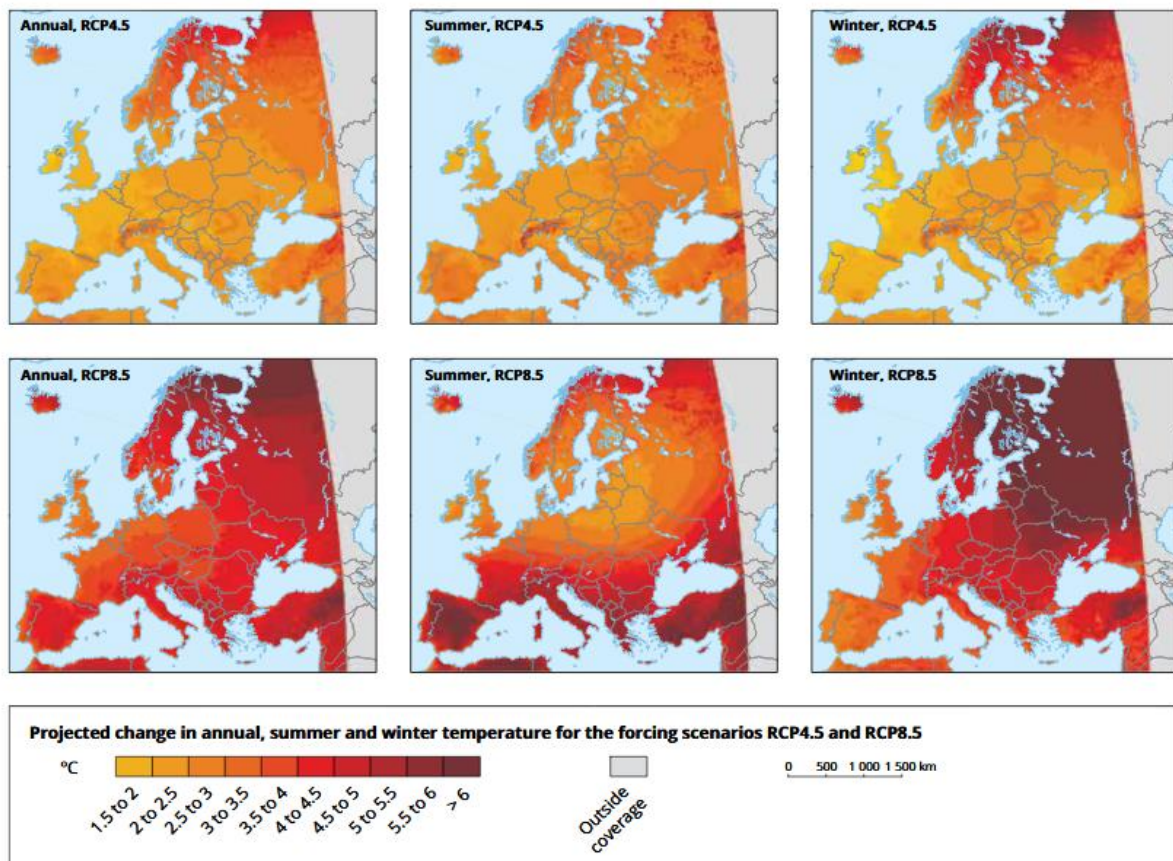 Annual, RCP4.5
Summer, RCP4.5
Winter, RCP4.5
Annual, RCP8.5
Summer, RCP8.5
Winter, RCP8.5
Projected change in annual, summer and winter temperature for the forcing scenarios RCP4.5 and RCP8.5
°C
1.5 to 2
2 to 2.5
2.5 to 3
3 to 3.5
3.5 to 4
4 to 4.5
4.5 to 5
5 to 5.5
5.5 to 6
> 6
Outside
coverage
0 500 1 000 1 500 km